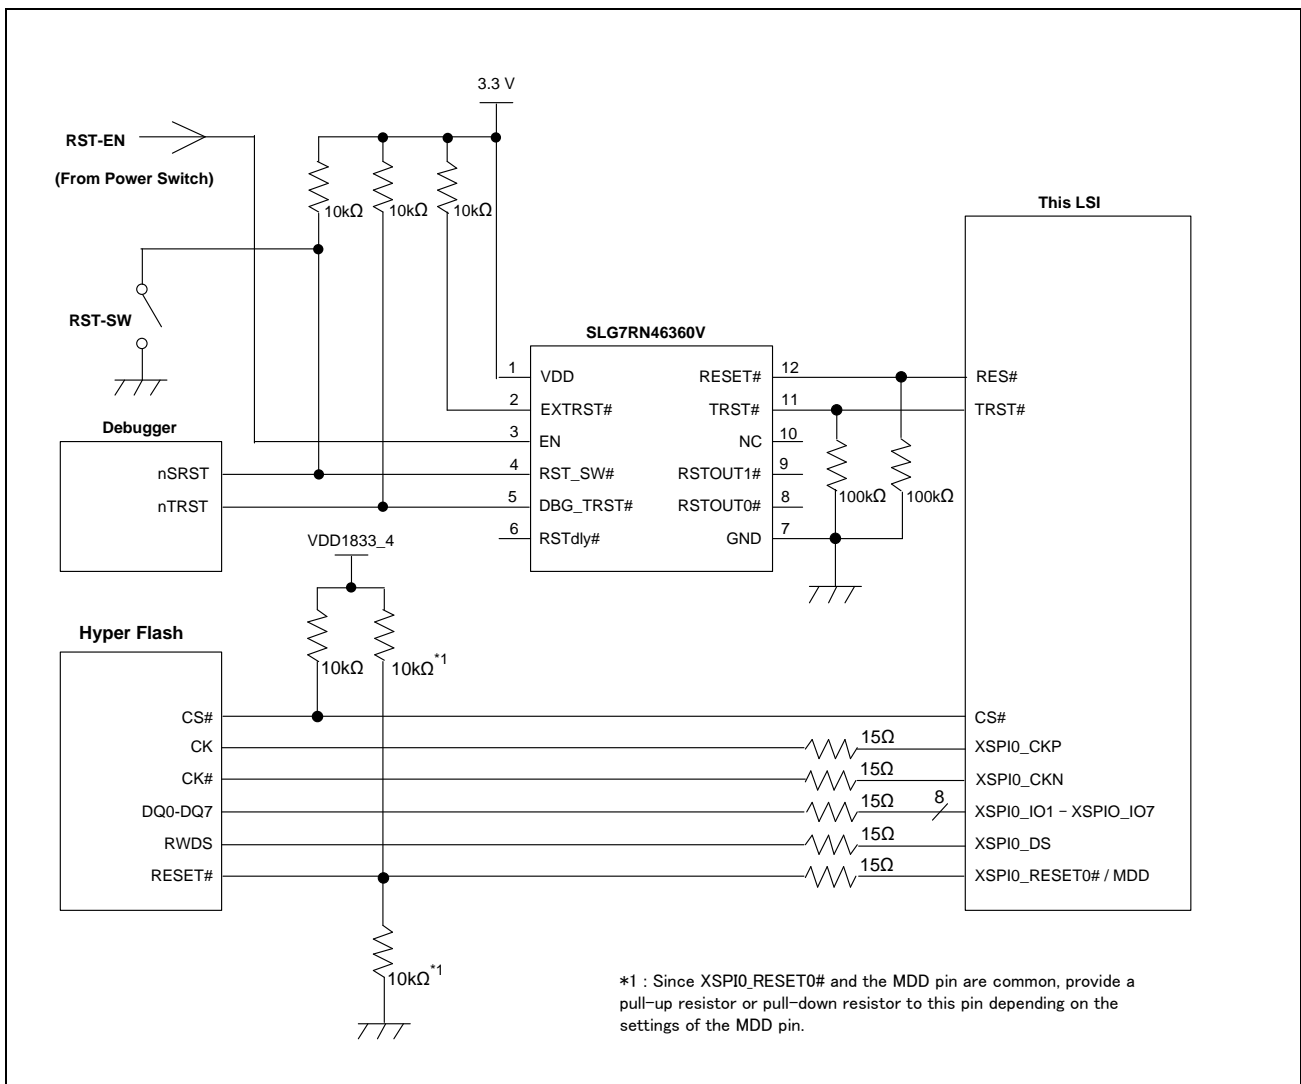 3.3 V
RST-EN
(From Power Switch)
10kΩ
10kΩ
10kΩ
This LSI
RST-SW
SLG7RN46360V
1
VDD
RESET#
12
RES#
2
EXTRST#
TRST#
11
TRST#
Debugger
3
EN
NC
10
nSRST
4
RST_SW#
RSTOUT1#
9
nTRST
5
DBG_TRST#
RSTOUT0#
8
100kΩ
100kΩ
6
RSTdly#
GND
7
VDD1833_4
Hyper Flash
10kΩ
10kΩ*1
CS#
CS#
CK
15Ω
XSPI0_CKP
CK#
15Ω
XSPI0_CKN
DQ0-DQ7
15Ω
8
XSPI0_IO1 - XSPIO_IO7
RWDS
15Ω
XSPI0_DS
RESET#
15Ω
XSPI0_RESET0# / MDD
10kΩ*1
*1 : Since XSPI0_RESET0# and the MDD pin are common, provide a
pull-up resistor or pull-down resistor to this pin depending on the
settings of the MDD pin.